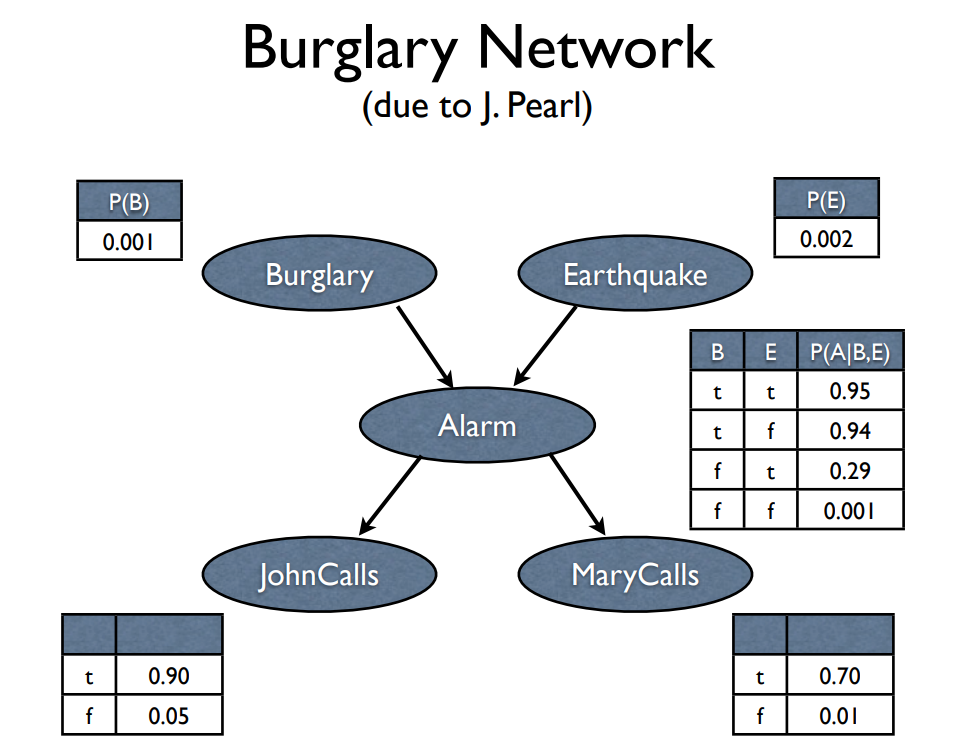 Burglary Network
(due to J. Pearl)
P(B)
0.001
P(E)
0.002
Burglary
Earthquake
B E P(A|B,E)
t t 0.95
t f 0.94
f t 0.29
f f 0.001
Alarm
JohnCalls
MaryCalls
t 0.90
f 0.05
t 0.70
f 0.01